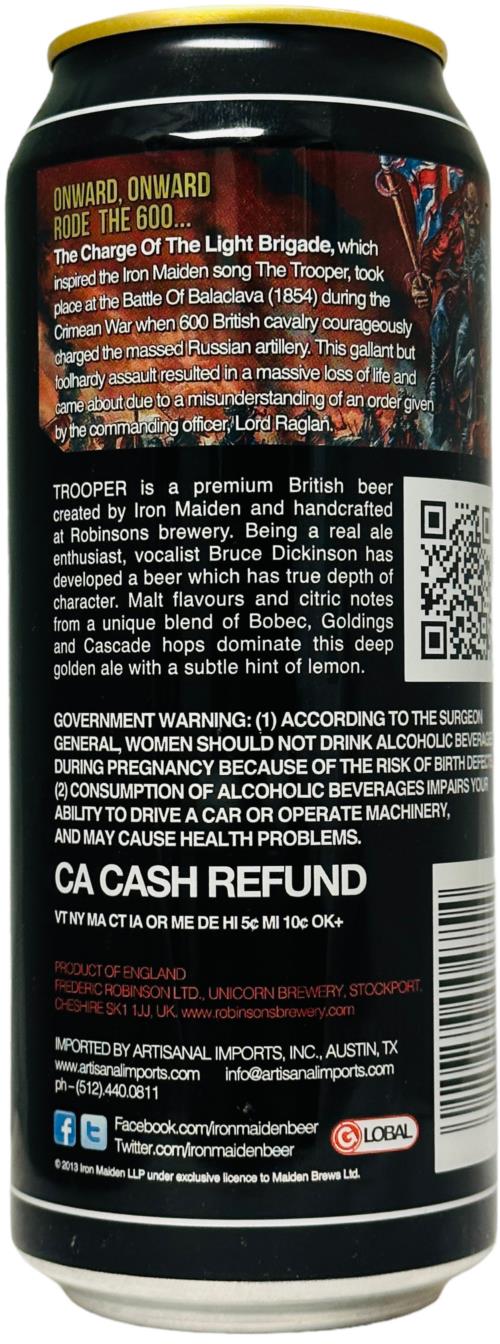 ONWARD, ONWARD
RODE THE 600...
The Charge Of The Light Brigade, which
inspired the Iron Maiden song The Trooper, took
place at the Battle Of Balaclava (1854) during the
Crimean War when 600 British cavalry courageously
charged the massed Russian artillery. This gallant but
foolhardy assault resulted in a massive loss of life and
came about due to a misunderstanding of an order given
by the commanding officer, Lord Raglan.
TROOPER is a premium British beer
created by Iron Maiden and handcrafted
at Robinsons brewery. Being a real ale
enthusiast, vocalist Bruce Dickinson has
developed a beer which has true depth of
character. Malt flavours and citric notes
from a unique blend of Bobec, Goldings
and Cascade hops dominate this deep
golden ale with a subtle hint of lemon.
GOVERNMENT WARNING: (1) ACCORDING TO THE SURGEON
GENERAL, WOMEN SHOULD NOT DRINK ALCOHOLIC BEVERAGES
DURING PREGNANCY BECAUSE OF THE RISK OF BIRTH DEFECTS.
(2) CONSUMPTION OF ALCOHOLIC BEVERAGES IMPAIRS YOUR
ABILITY TO DRIVE A CAR OR OPERATE MACHINERY,
AND MAY CAUSE HEALTH PROBLEMS.
CA CASH REFUND
VT NY MA CT IA OR ME DE HI 5¢ MI 10¢ OK+
PRODUCT OF ENGLAND
FREDERIC ROBINSON LTD., UNICORN BREWERY, STOCKPORT,
CHESHIRE SK1 1JJ, UK. www.robinsonsbrewery.com
IMPORTED BY ARTISANAL IMPORTS, INC., AUSTIN, TX
www.artisanalimports.com info@artisanalimports.com
ph - (512).440.0811
Facebook.com/ironmaidenbeer
Twitter.com/ironmaidenbeer
GLOBAL
© 2013 Iron Maiden LLP under exclusive licence to Maiden Brews Ltd.